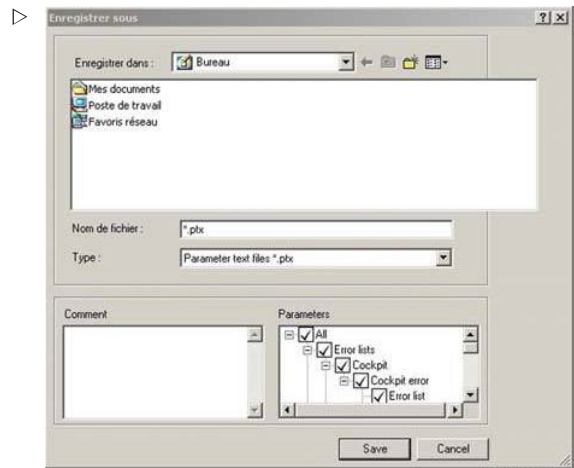 Enregistrer sous
Enregistrer dans : Bureau
Mes documents
Poste de travail
Favoris réseau
Nom de fichier : *.ptx
Type : Parameter text files *.ptx
Comment Parameters
All
Error lists
Cockpit
Cockpit error
Error list
Save Cancel